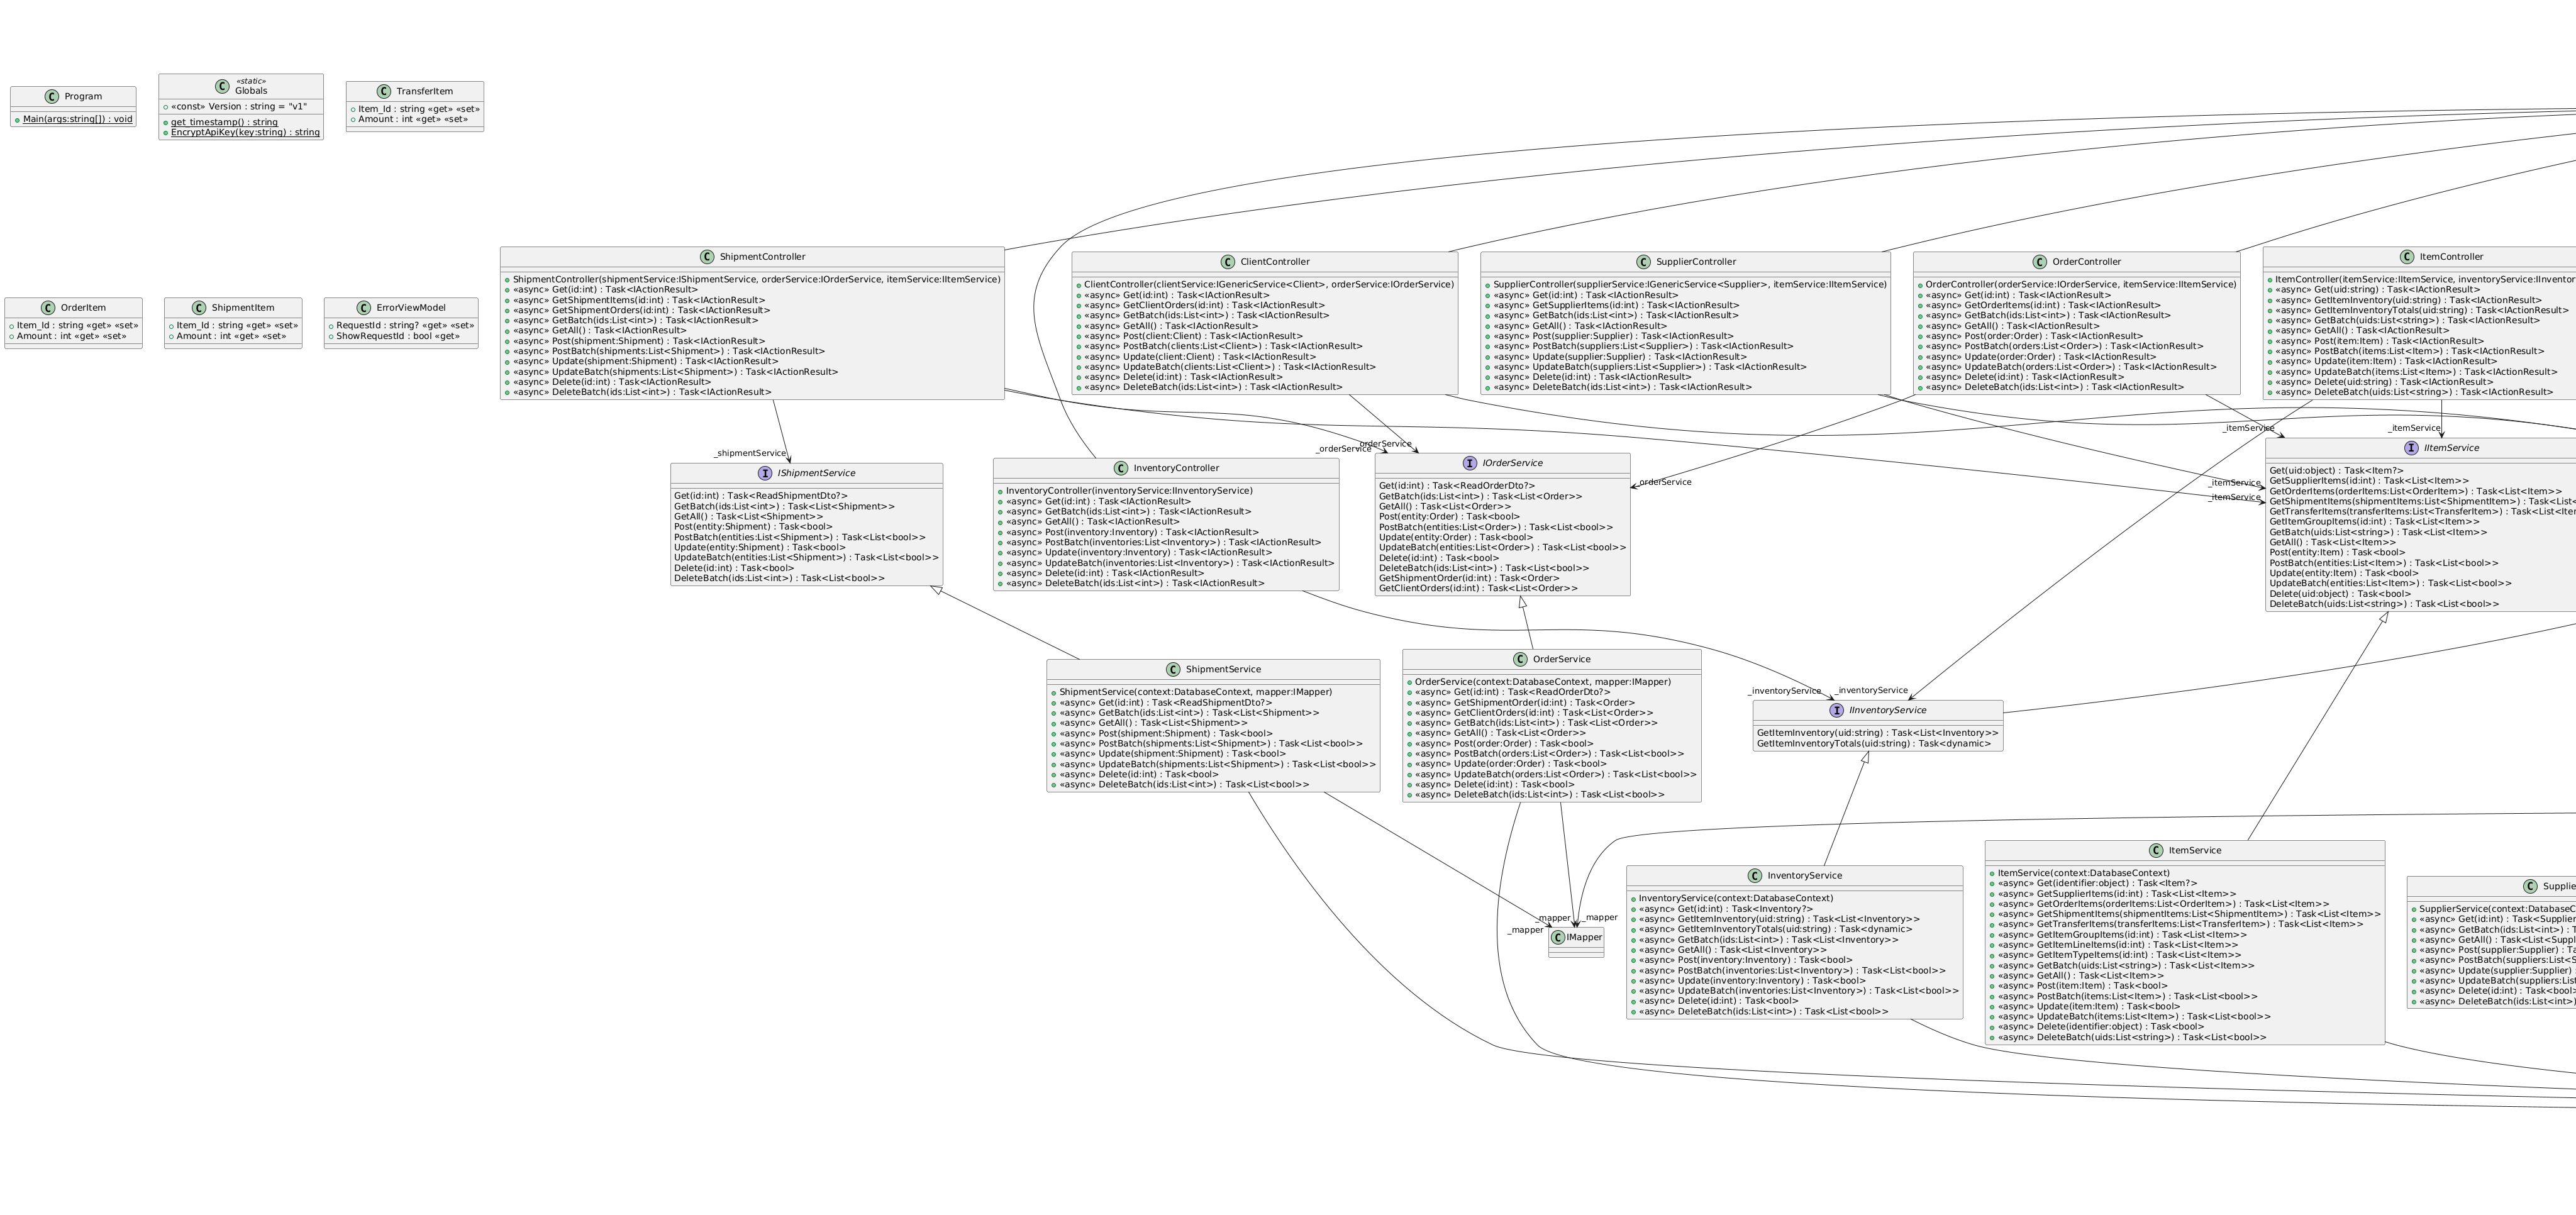 Program
Main(args:string[]) : void
«static»
Globals
«const» Version : string = "v1"
get_timestamp() : string
EncryptApiKey(key:string) : string
TransferItem
Item_Id : string «get» «set»
Amount : int «get» «set»
OrderItem
Item_Id : string «get» «set»
Amount : int «get» «set»
ShipmentItem
Item_Id : string «get» «set»
Amount : int «get» «set»
ErrorViewModel
RequestId : string? «get» «set»
ShowRequestId : bool «get»
ShipmentController
ShipmentController(shipmentService:IShipmentService, orderService:IOrderService, itemService:IItemService)
«async» Get(id:int) : Task<IActionResult>
«async» GetShipmentItems(id:int) : Task<IActionResult>
«async» GetShipmentOrders(id:int) : Task<IActionResult>
«async» GetBatch(ids:List<int>) : Task<IActionResult>
«async» GetAll() : Task<IActionResult>
«async» Post(shipment:Shipment) : Task<IActionResult>
«async» PostBatch(shipments:List<Shipment>) : Task<IActionResult>
«async» Update(shipment:Shipment) : Task<IActionResult>
«async» UpdateBatch(shipments:List<Shipment>) : Task<IActionResult>
«async» Delete(id:int) : Task<IActionResult>
«async» DeleteBatch(ids:List<int>) : Task<IActionResult>
ClientController
ClientController(clientService:IGenericService<Client>, orderService:IOrderService)
«async» Get(id:int) : Task<IActionResult>
«async» GetClientOrders(id:int) : Task<IActionResult>
«async» GetBatch(ids:List<int>) : Task<IActionResult>
«async» GetAll() : Task<IActionResult>
«async» Post(client:Client) : Task<IActionResult>
«async» PostBatch(clients:List<Client>) : Task<IActionResult>
«async» Update(client:Client) : Task<IActionResult>
«async» UpdateBatch(clients:List<Client>) : Task<IActionResult>
«async» Delete(id:int) : Task<IActionResult>
«async» DeleteBatch(ids:List<int>) : Task<IActionResult>
SupplierController
SupplierController(supplierService:IGenericService<Supplier>, itemService:IItemService)
«async» Get(id:int) : Task<IActionResult>
«async» GetSupplierItems(id:int) : Task<IActionResult>
«async» GetBatch(ids:List<int>) : Task<IActionResult>
«async» GetAll() : Task<IActionResult>
«async» Post(supplier:Supplier) : Task<IActionResult>
«async» PostBatch(suppliers:List<Supplier>) : Task<IActionResult>
«async» Update(supplier:Supplier) : Task<IActionResult>
«async» UpdateBatch(suppliers:List<Supplier>) : Task<IActionResult>
«async» Delete(id:int) : Task<IActionResult>
«async» DeleteBatch(ids:List<int>) : Task<IActionResult>
OrderController
OrderController(orderService:IOrderService, itemService:IItemService)
«async» Get(id:int) : Task<IActionResult>
«async» GetOrderItems(id:int) : Task<IActionResult>
«async» GetBatch(ids:List<int>) : Task<IActionResult>
«async» GetAll() : Task<IActionResult>
«async» Post(order:Order) : Task<IActionResult>
«async» PostBatch(orders:List<Order>) : Task<IActionResult>
«async» Update(order:Order) : Task<IActionResult>
«async» UpdateBatch(orders:List<Order>) : Task<IActionResult>
«async» Delete(id:int) : Task<IActionResult>
«async» DeleteBatch(ids:List<int>) : Task<IActionResult>
ItemController
ItemController(itemService:IItemService, inventoryService:IInventor
«async» Get(uid:string) : Task<IActionResult>
«async» GetItemInventory(uid:string) : Task<IActionResult>
«async» GetItemInventoryTotals(uid:string) : Task<IActionResult>
«async» GetBatch(uids:List<string>) : Task<IActionResult>
«async» GetAll() : Task<IActionResult>
«async» Post(item:Item) : Task<IActionResult>
«async» PostBatch(items:List<Item>) : Task<IActionResult>
«async» Update(item:Item) : Task<IActionResult>
«async» UpdateBatch(items:List<Item>) : Task<IActionResult>
«async» Delete(uid:string) : Task<IActionResult>
«async» DeleteBatch(uids:List<string>) : Task<IActionResult>
_shipmentService
_orderService
_orderService
_orderService
_itemService
_itemService
_itemService
_itemService
IShipmentService
Get(id:int) : Task<ReadShipmentDto?>
GetBatch(ids:List<int>) : Task<List<Shipment>>
GetAll() : Task<List<Shipment>>
Post(entity:Shipment) : Task<bool>
PostBatch(entities:List<Shipment>) : Task<List<bool>>
Update(entity:Shipment) : Task<bool>
UpdateBatch(entities:List<Shipment>) : Task<List<bool>>
Delete(id:int) : Task<bool>
DeleteBatch(ids:List<int>) : Task<List<bool>>
InventoryController
InventoryController(inventoryService:IInventoryService)
«async» Get(id:int) : Task<IActionResult>
«async» GetBatch(ids:List<int>) : Task<IActionResult>
«async» GetAll() : Task<IActionResult>
«async» Post(inventory:Inventory) : Task<IActionResult>
«async» PostBatch(inventories:List<Inventory>) : Task<IActionResult>
«async» Update(inventory:Inventory) : Task<IActionResult>
«async» UpdateBatch(inventories:List<Inventory>) : Task<IActionResult>
«async» Delete(id:int) : Task<IActionResult>
«async» DeleteBatch(ids:List<int>) : Task<IActionResult>
IOrderService
Get(id:int) : Task<ReadOrderDto?>
GetBatch(ids:List<int>) : Task<List<Order>>
GetAll() : Task<List<Order>>
Post(entity:Order) : Task<bool>
PostBatch(entities:List<Order>) : Task<List<bool>>
Update(entity:Order) : Task<bool>
UpdateBatch(entities:List<Order>) : Task<List<bool>>
Delete(id:int) : Task<bool>
DeleteBatch(ids:List<int>) : Task<List<bool>>
GetShipmentOrder(id:int) : Task<Order>
GetClientOrders(id:int) : Task<List<Order>>
IItemService
Get(uid:object) : Task<Item?>
GetSupplierItems(id:int) : Task<List<Item>>
GetOrderItems(orderItems:List<OrderItem>) : Task<List<Item>>
GetShipmentItems(shipmentItems:List<ShipmentItem>) : Task<List<
GetTransferItems(transferItems:List<TransferItem>) : Task<List<Item
GetItemGroupItems(id:int) : Task<List<Item>>
GetBatch(uids:List<string>) : Task<List<Item>>
GetAll() : Task<List<Item>>
Post(entity:Item) : Task<bool>
PostBatch(entities:List<Item>) : Task<List<bool>>
Update(entity:Item) : Task<bool>
UpdateBatch(entities:List<Item>) : Task<List<bool>>
Delete(uid:object) : Task<bool>
DeleteBatch(uids:List<string>) : Task<List<bool>>
ShipmentService
ShipmentService(context:DatabaseContext, mapper:IMapper)
«async» Get(id:int) : Task<ReadShipmentDto?>
«async» GetBatch(ids:List<int>) : Task<List<Shipment>>
«async» GetAll() : Task<List<Shipment>>
«async» Post(shipment:Shipment) : Task<bool>
«async» PostBatch(shipments:List<Shipment>) : Task<List<bool>>
«async» Update(shipment:Shipment) : Task<bool>
«async» UpdateBatch(shipments:List<Shipment>) : Task<List<bool>>
«async» Delete(id:int) : Task<bool>
«async» DeleteBatch(ids:List<int>) : Task<List<bool>>
OrderService
OrderService(context:DatabaseContext, mapper:IMapper)
«async» Get(id:int) : Task<ReadOrderDto?>
«async» GetShipmentOrder(id:int) : Task<Order>
«async» GetClientOrders(id:int) : Task<List<Order>>
«async» GetBatch(ids:List<int>) : Task<List<Order>>
«async» GetAll() : Task<List<Order>>
«async» Post(order:Order) : Task<bool>
«async» PostBatch(orders:List<Order>) : Task<List<bool>>
«async» Update(order:Order) : Task<bool>
«async» UpdateBatch(orders:List<Order>) : Task<List<bool>>
«async» Delete(id:int) : Task<bool>
«async» DeleteBatch(ids:List<int>) : Task<List<bool>>
_inventoryService
_inventoryService
IInventoryService
GetItemInventory(uid:string) : Task<List<Inventory>>
GetItemInventoryTotals(uid:string) : Task<dynamic>
_mapper
_mapper
_mapper
IMapper
InventoryService
InventoryService(context:DatabaseContext)
«async» Get(id:int) : Task<Inventory?>
«async» GetItemInventory(uid:string) : Task<List<Inventory>>
«async» GetItemInventoryTotals(uid:string) : Task<dynamic>
«async» GetBatch(ids:List<int>) : Task<List<Inventory>>
«async» GetAll() : Task<List<Inventory>>
«async» Post(inventory:Inventory) : Task<bool>
«async» PostBatch(inventories:List<Inventory>) : Task<List<bool>>
«async» Update(inventory:Inventory) : Task<bool>
«async» UpdateBatch(inventories:List<Inventory>) : Task<List<bool>>
«async» Delete(id:int) : Task<bool>
«async» DeleteBatch(ids:List<int>) : Task<List<bool>>
ItemService
ItemService(context:DatabaseContext)
«async» Get(identifier:object) : Task<Item?>
«async» GetSupplierItems(id:int) : Task<List<Item>>
«async» GetOrderItems(orderItems:List<OrderItem>) : Task<List<Item>>
«async» GetShipmentItems(shipmentItems:List<ShipmentItem>) : Task<List<Item>>
«async» GetTransferItems(transferItems:List<TransferItem>) : Task<List<Item>>
«async» GetItemGroupItems(id:int) : Task<List<Item>>
«async» GetItemLineItems(id:int) : Task<List<Item>>
«async» GetItemTypeItems(id:int) : Task<List<Item>>
«async» GetBatch(uids:List<string>) : Task<List<Item>>
«async» GetAll() : Task<List<Item>>
«async» Post(item:Item) : Task<bool>
«async» PostBatch(items:List<Item>) : Task<List<bool>>
«async» Update(item:Item) : Task<bool>
«async» UpdateBatch(items:List<Item>) : Task<List<bool>>
«async» Delete(identifier:object) : Task<bool>
«async» DeleteBatch(uids:List<string>) : Task<List<bool>>
Supplie
SupplierService(context:DatabaseC
«async» Get(id:int) : Task<Supplier
«async» GetBatch(ids:List<int>) : T
«async» GetAll() : Task<List<Suppl
«async» Post(supplier:Supplier) : Ta
«async» PostBatch(suppliers:List<S
«async» Update(supplier:Supplier) :
«async» UpdateBatch(suppliers:List
«async» Delete(id:int) : Task<bool>
«async» DeleteBatch(ids:List<int>)